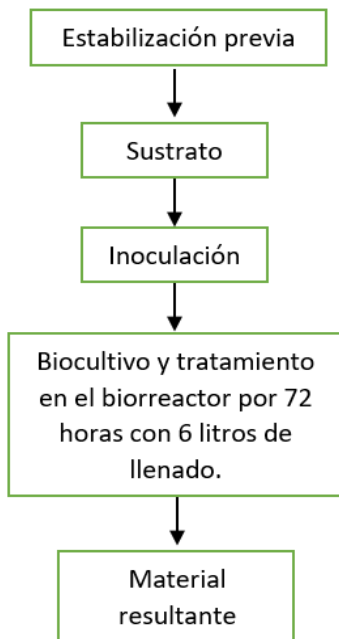 Estabilización previa
Sustrato
Inoculación
Biocultivo y tratamiento
en el biorreactor por 72
horas con 6 litros de
llenado.
Material
resultante